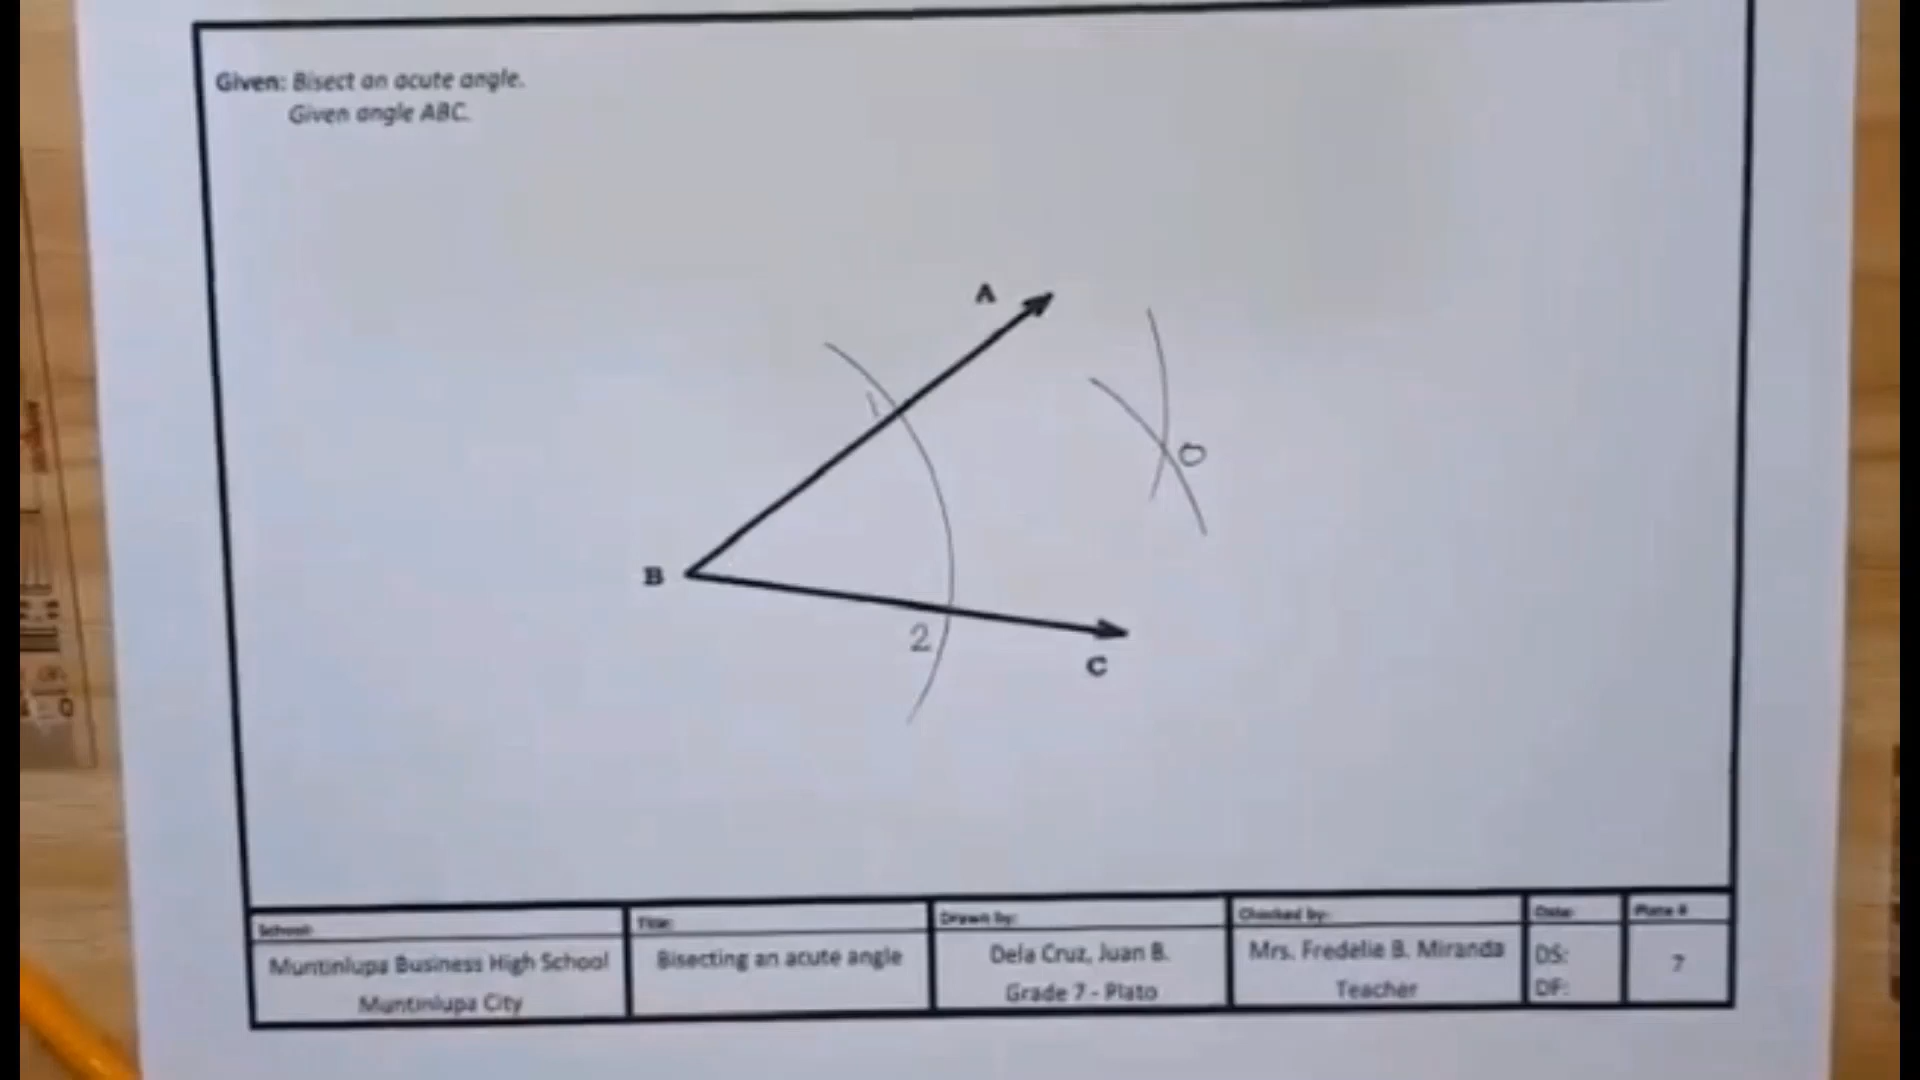 Given: Bisect an acute angle.
Given angle ABC.
A
1
0
B
2
C
School:
Muntinlupa Business High School
Muntinlupa City
Title:
Bisecting an acute angle
Drawn by:
Dela Cruz, Juan B.
Grade 7 - Plato
Checked by:
Mrs. Fredelie B. Miranda
Teacher
Date:
DS:
DF:
Plate #
7